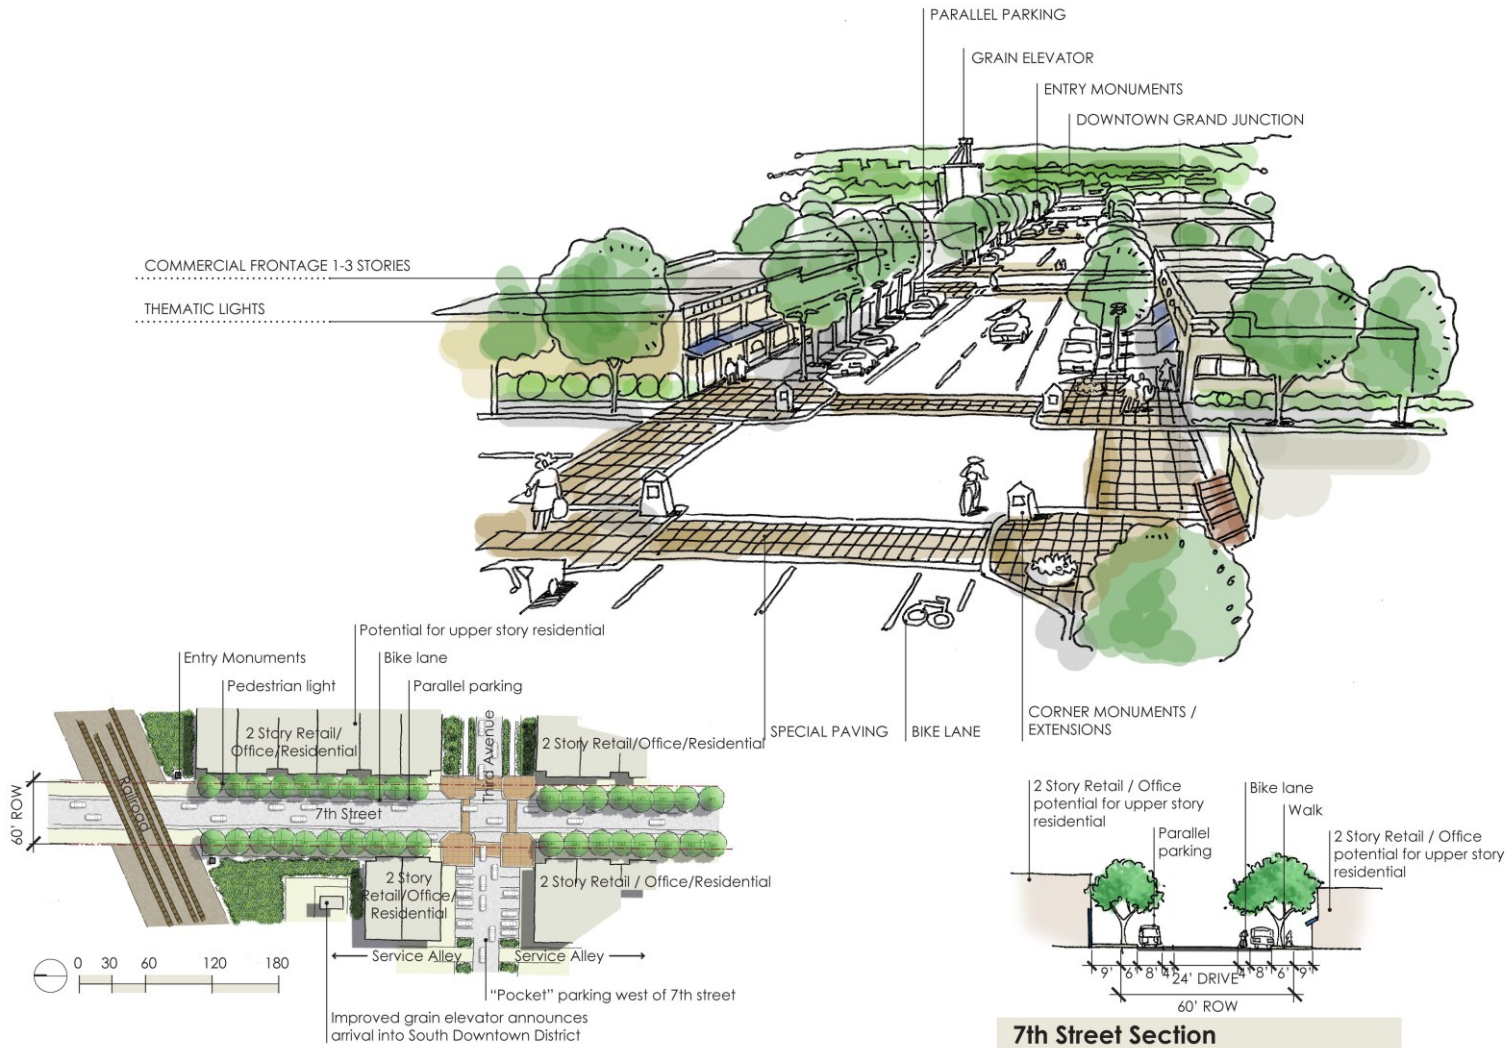 PARALLEL PARKING
GRAIN ELEVATOR
ENTRY MONUMENTS
DOWNTOWN GRAND JUNCTION
COMMERCIAL FRONTAGE 1-3 STORIES
THEMATIC LIGHTS
SPECIAL PAVING
BIKE LANE
CORNER MONUMENTS /
EXTENSIONS
Potential for upper story residential
Entry Monuments
Bike lane
Pedestrian light
Parallel parking
2 Story Retail/
Office/Residential
Third Avenue
2 Story Retail/Office/Residential
60' ROW
Railroad
7th Street
2 Story
Retail/Office/
Residential
2 Story Retail / Office/Residential
Service Alley
Service Alley
0 30 60 120 180
"Pocket" parking west of 7th street
Improved grain elevator announces
arrival into South Downtown District
2 Story Retail / Office
potential for upper story
residential
Bike lane
Walk
Parallel
parking
2 Story Retail / Office
potential for upper story
residential
9' 6' 8' 4' 24' DRIVE 4' 8' 6' 9'
60' ROW
7th Street Section